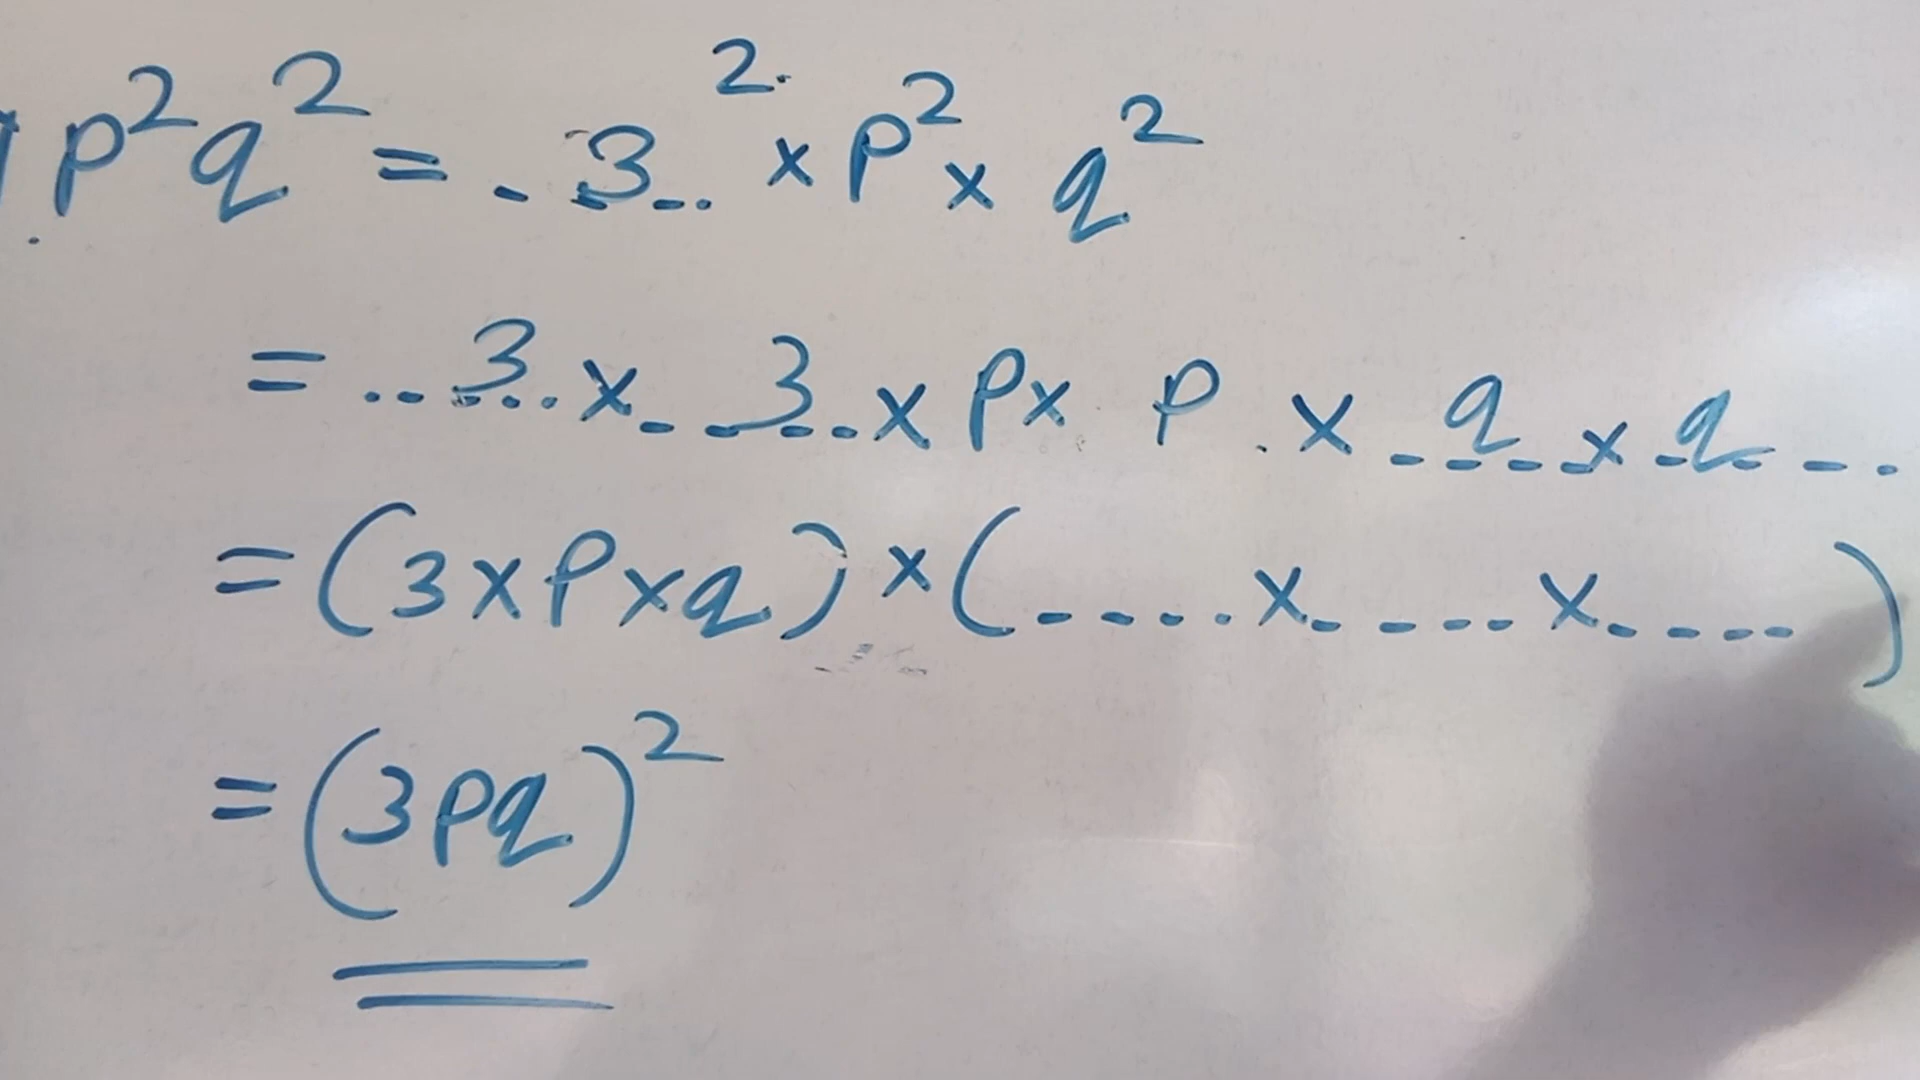 p²q² = . 3 .. ² × p² × q²
= .. 3 .. × . . 3 . . × p × p . × . . q . . × . q . . .
= (3 × p × q) × ( . . . . . × . . . . . × . . . . . )
= (3pq)²